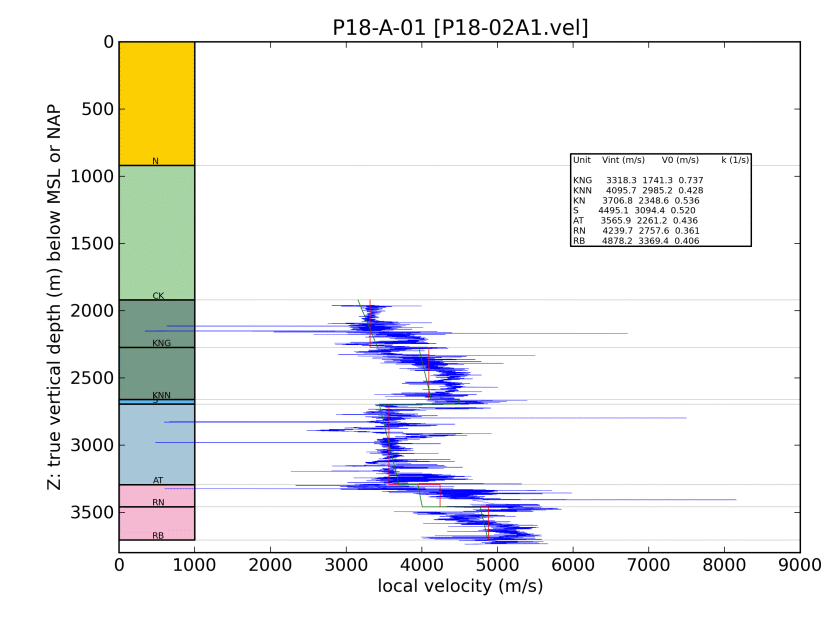 P18-A-01 [P18-02A1.vel]
0
500
1000
1500
2000
2500
3000
3500
Z: true vertical depth (m) below MSL or NAP
N
CK
KNG
KNN
S
AT
RN
RB
Unit Vint (m/s) V0 (m/s) k (1/s)
KNG 3318.3 1741.3 0.737
KNN 4095.7 2985.2 0.428
KN 3706.8 2348.6 0.536
S 4495.1 3094.4 0.520
AT 3565.9 2261.2 0.436
RN 4239.7 2757.6 0.361
RB 4878.2 3369.4 0.406
0 1000 2000 3000 4000 5000 6000 7000 8000 9000
local velocity (m/s)